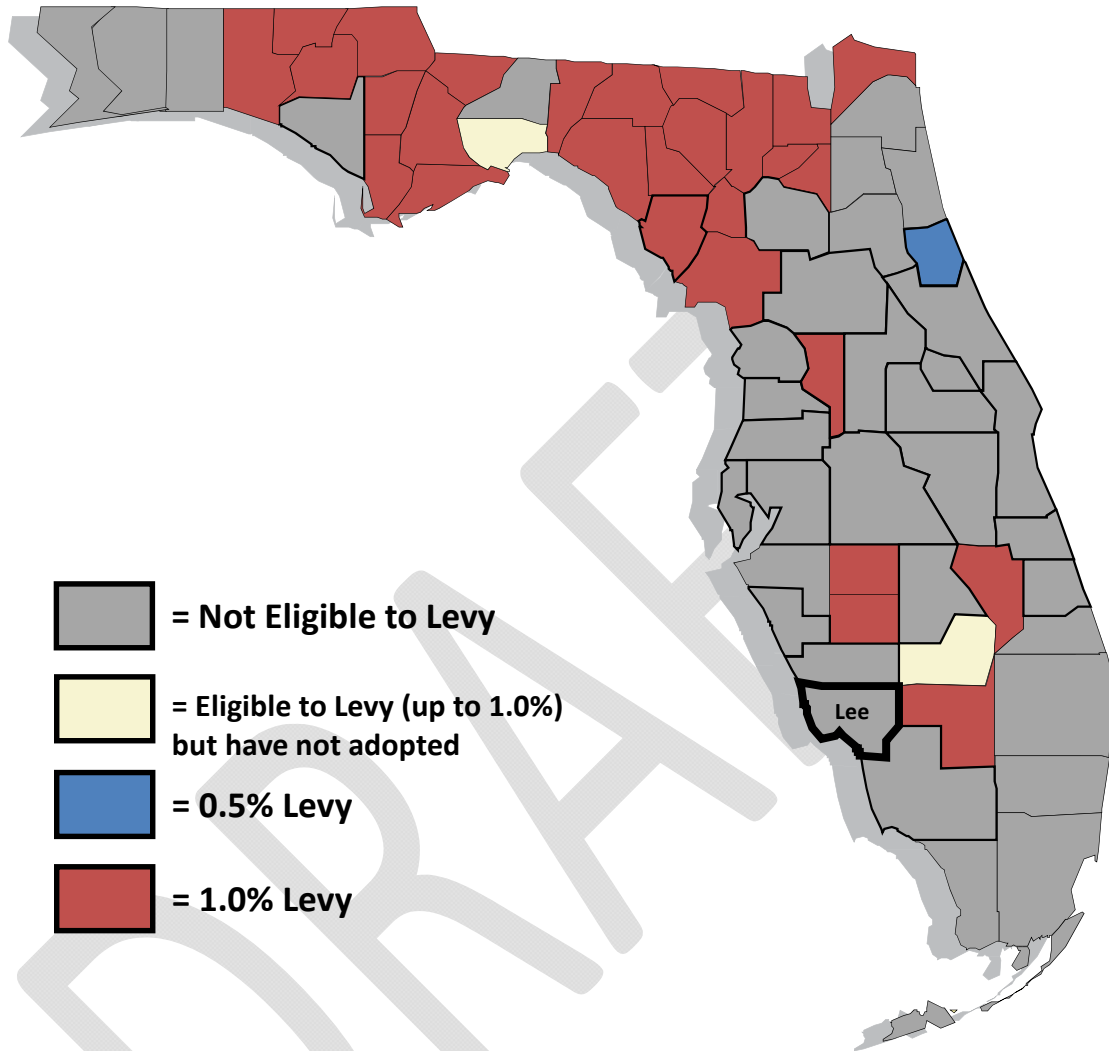 = Not Eligible to Levy
= Eligible to Levy (up to 1.0%)
but have not adopted
= 0.5% Levy
= 1.0% Levy
Lee
DRAFT